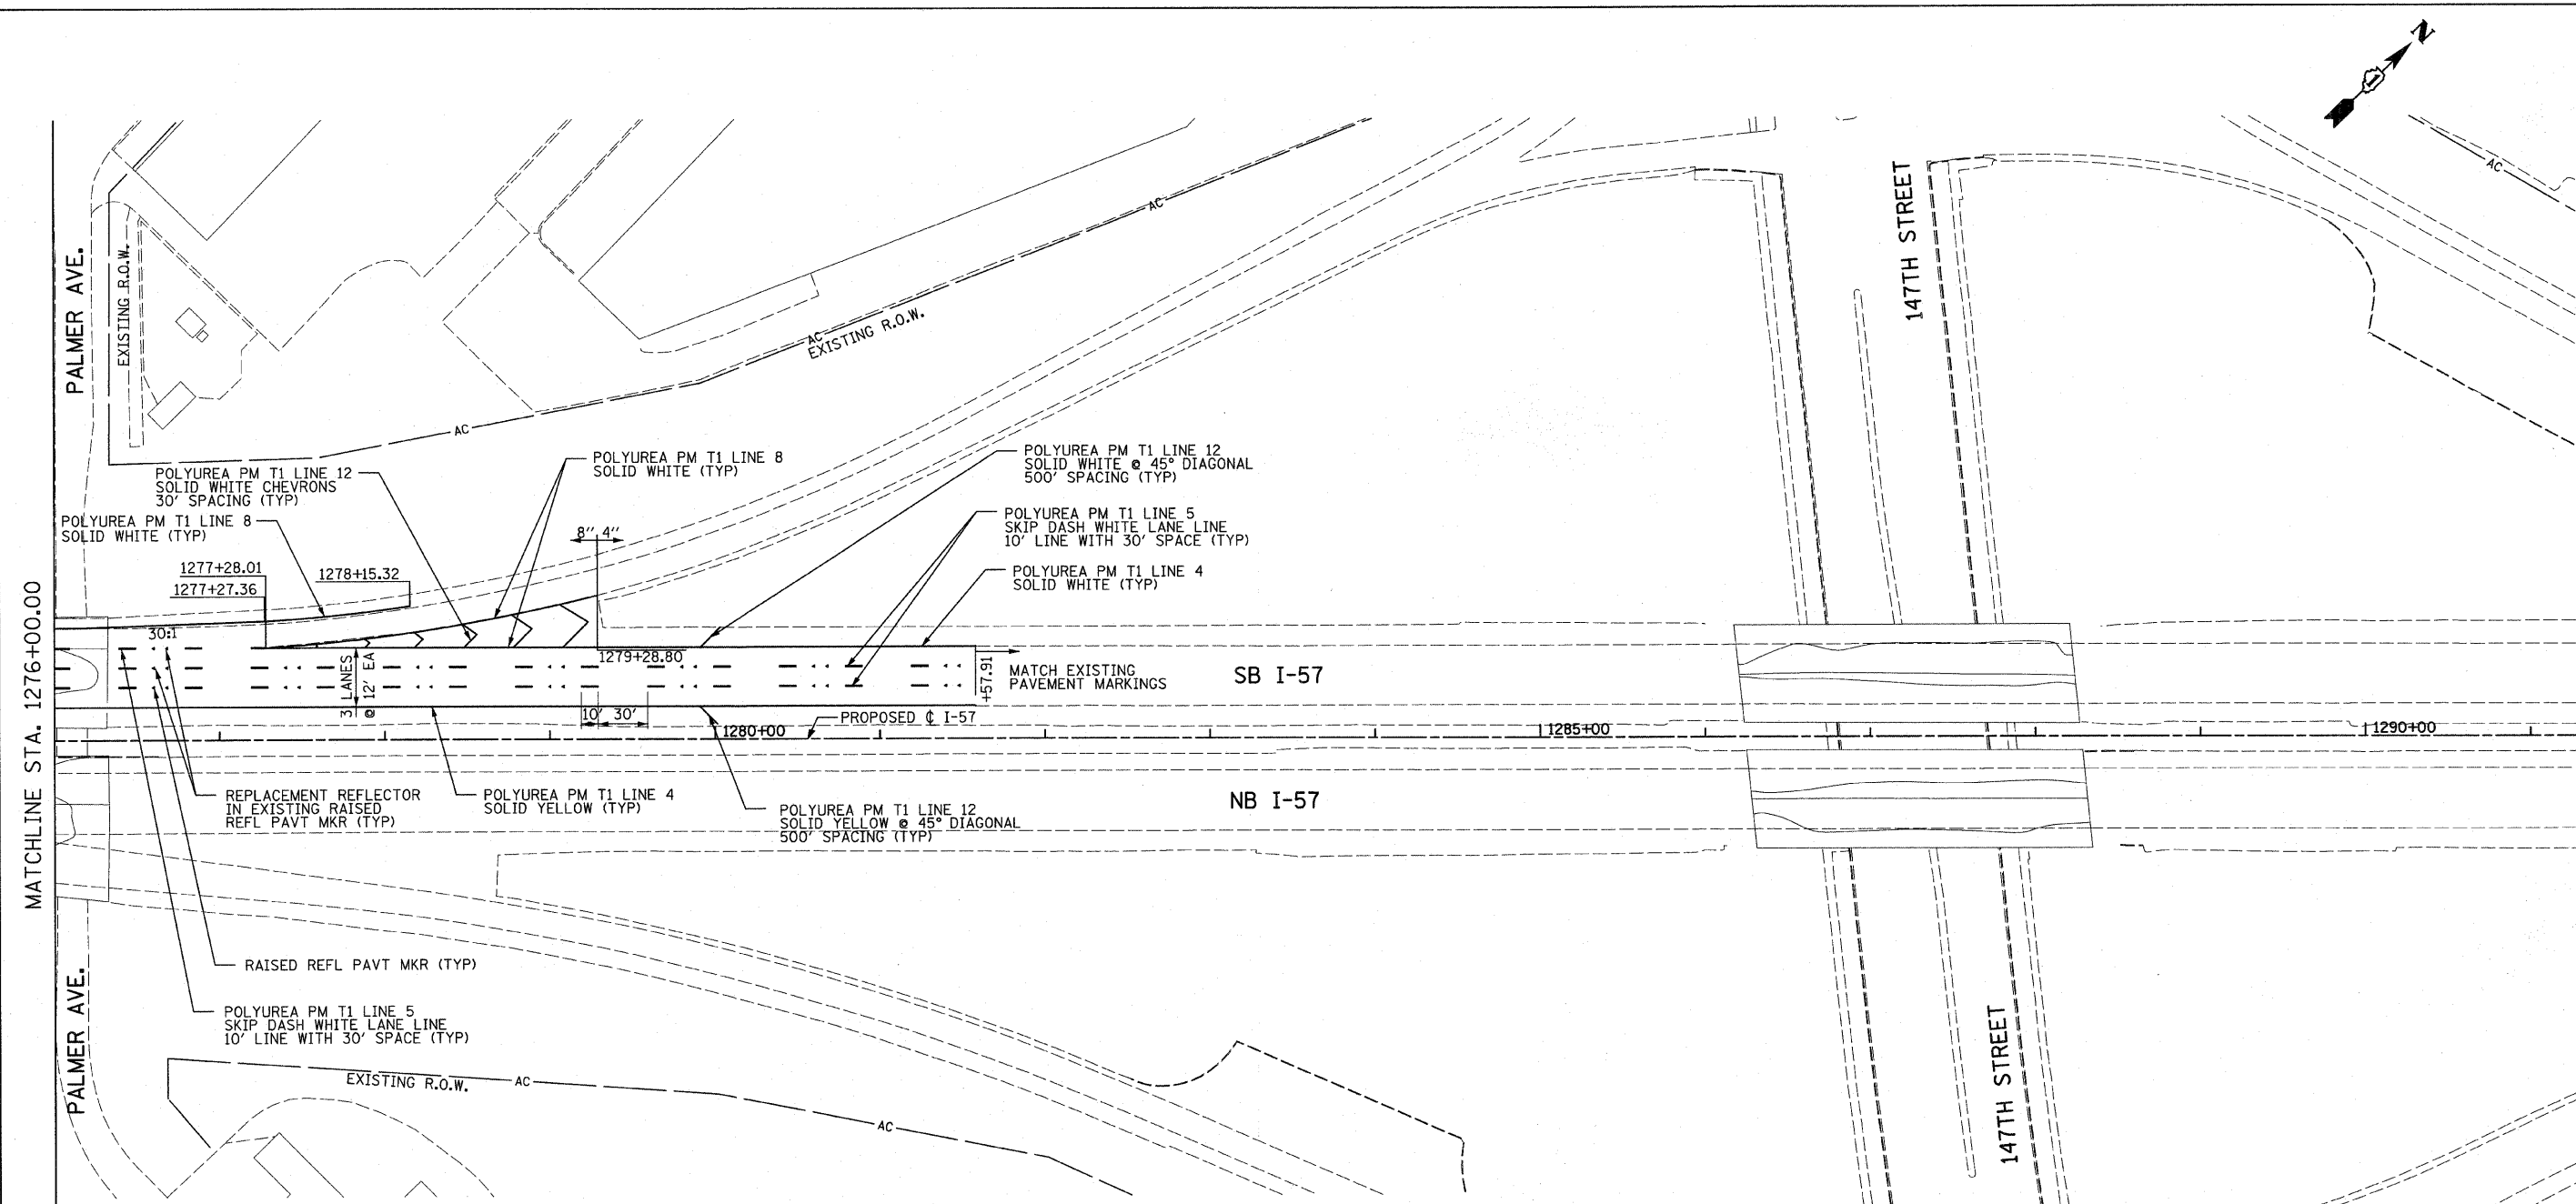 N
AC
147TH STREET
PALMER AVE.
EXISTING R.O.W.
AC
AC
EXISTING R.O.W.
AC
POLYUREA PM T1 LINE 12
SOLID WHITE CHEVRONS
30' SPACING (TYP)
POLYUREA PM T1 LINE 8
SOLID WHITE (TYP)
POLYUREA PM T1 LINE 12
SOLID WHITE @ 45° DIAGONAL
500' SPACING (TYP)
POLYUREA PM T1 LINE 8
SOLID WHITE (TYP)
8" 4"
POLYUREA PM T1 LINE 5
SKIP DASH WHITE LANE LINE
10' LINE WITH 30' SPACE (TYP)
1277+28.01
1278+15.32
1277+27.36
POLYUREA PM T1 LINE 4
SOLID WHITE (TYP)
MATCHLINE STA. 1276+00.00
30:1
3 LANES
@ 12' EA
1279+28.80
+57.91
MATCH EXISTING
PAVEMENT MARKINGS
SB I-57
10' 30'
PROPOSED ℄ I-57
1280+00
1285+00
1290+00
REPLACEMENT REFLECTOR
IN EXISTING RAISED
REFL PAVT MKR (TYP)
POLYUREA PM T1 LINE 4
SOLID YELLOW (TYP)
POLYUREA PM T1 LINE 12
SOLID YELLOW @ 45° DIAGONAL
500' SPACING (TYP)
NB I-57
RAISED REFL PAVT MKR (TYP)
PALMER AVE.
POLYUREA PM T1 LINE 5
SKIP DASH WHITE LANE LINE
10' LINE WITH 30' SPACE (TYP)
EXISTING R.O.W.
AC
AC
147TH STREET